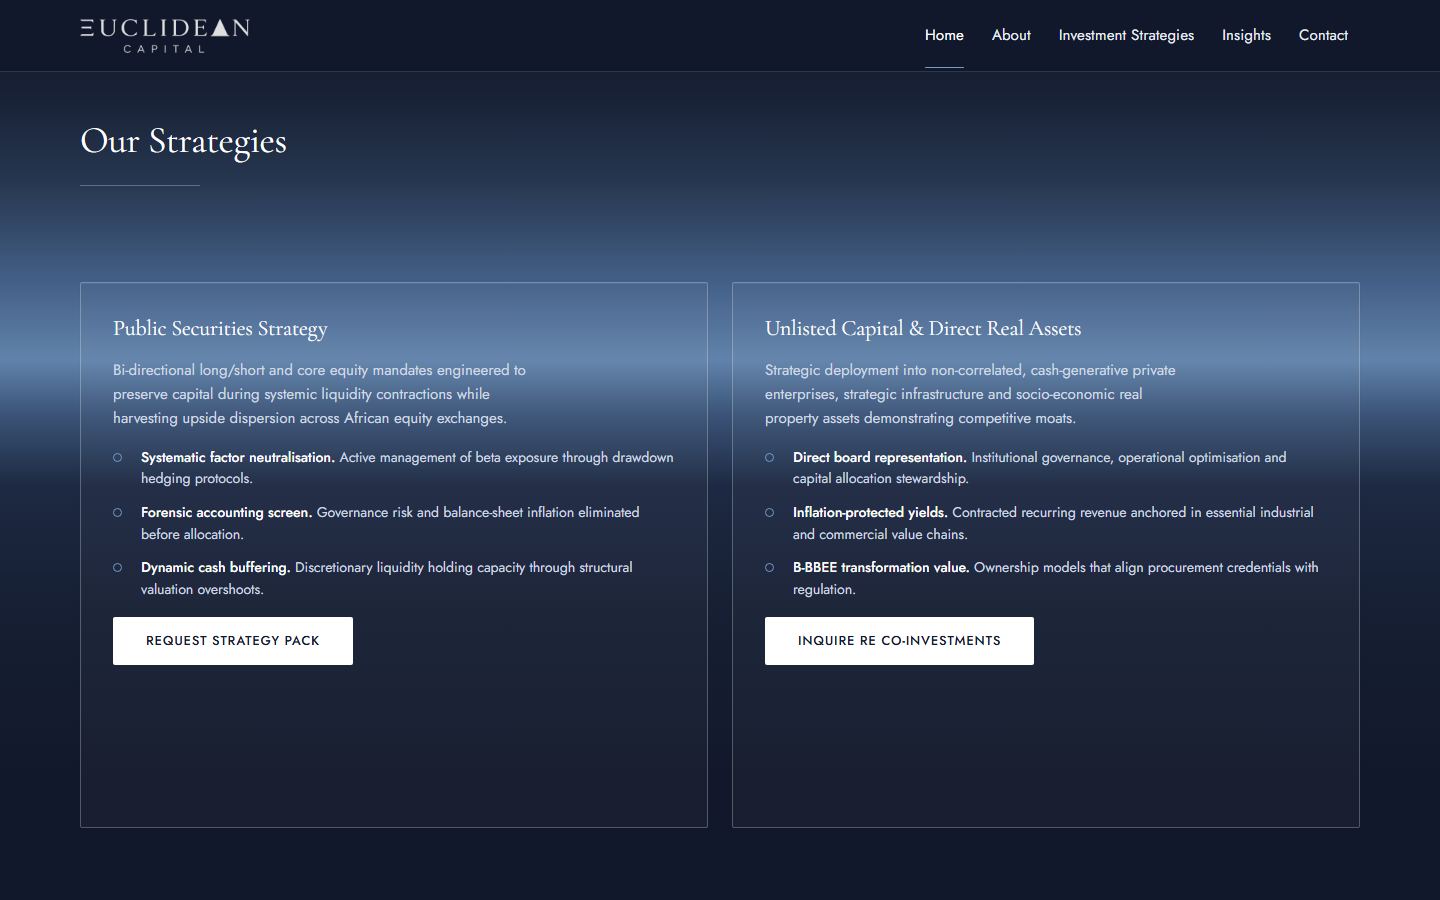 EUCLIDEAN
CAPITAL
Home About Investment Strategies Insights Contact
Our Strategies
Public Securities Strategy
Bi-directional long/short and core equity mandates engineered to
preserve capital during systemic liquidity contractions while
harvesting upside dispersion across African equity exchanges.
Systematic factor neutralisation. Active management of beta exposure through drawdown
hedging protocols.
Forensic accounting screen. Governance risk and balance-sheet inflation eliminated
before allocation.
Dynamic cash buffering. Discretionary liquidity holding capacity through structural
valuation overshoots.
REQUEST STRATEGY PACK
Unlisted Capital & Direct Real Assets
Strategic deployment into non-correlated, cash-generative private
enterprises, strategic infrastructure and socio-economic real
property assets demonstrating competitive moats.
Direct board representation. Institutional governance, operational optimisation and
capital allocation stewardship.
Inflation-protected yields. Contracted recurring revenue anchored in essential industrial
and commercial value chains.
B-BBEE transformation value. Ownership models that align procurement credentials with
regulation.
INQUIRE RE CO-INVESTMENTS